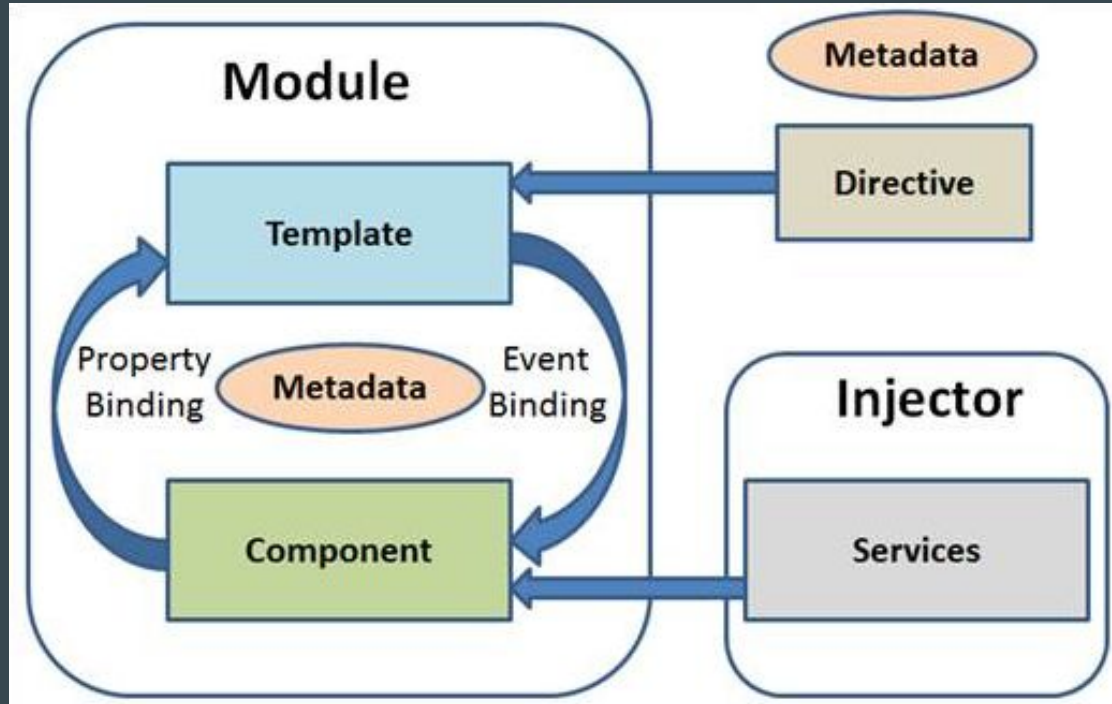 Module
Metadata
Directive
Template
Property
Binding
Metadata
Event
Binding
Component
Injector
Services